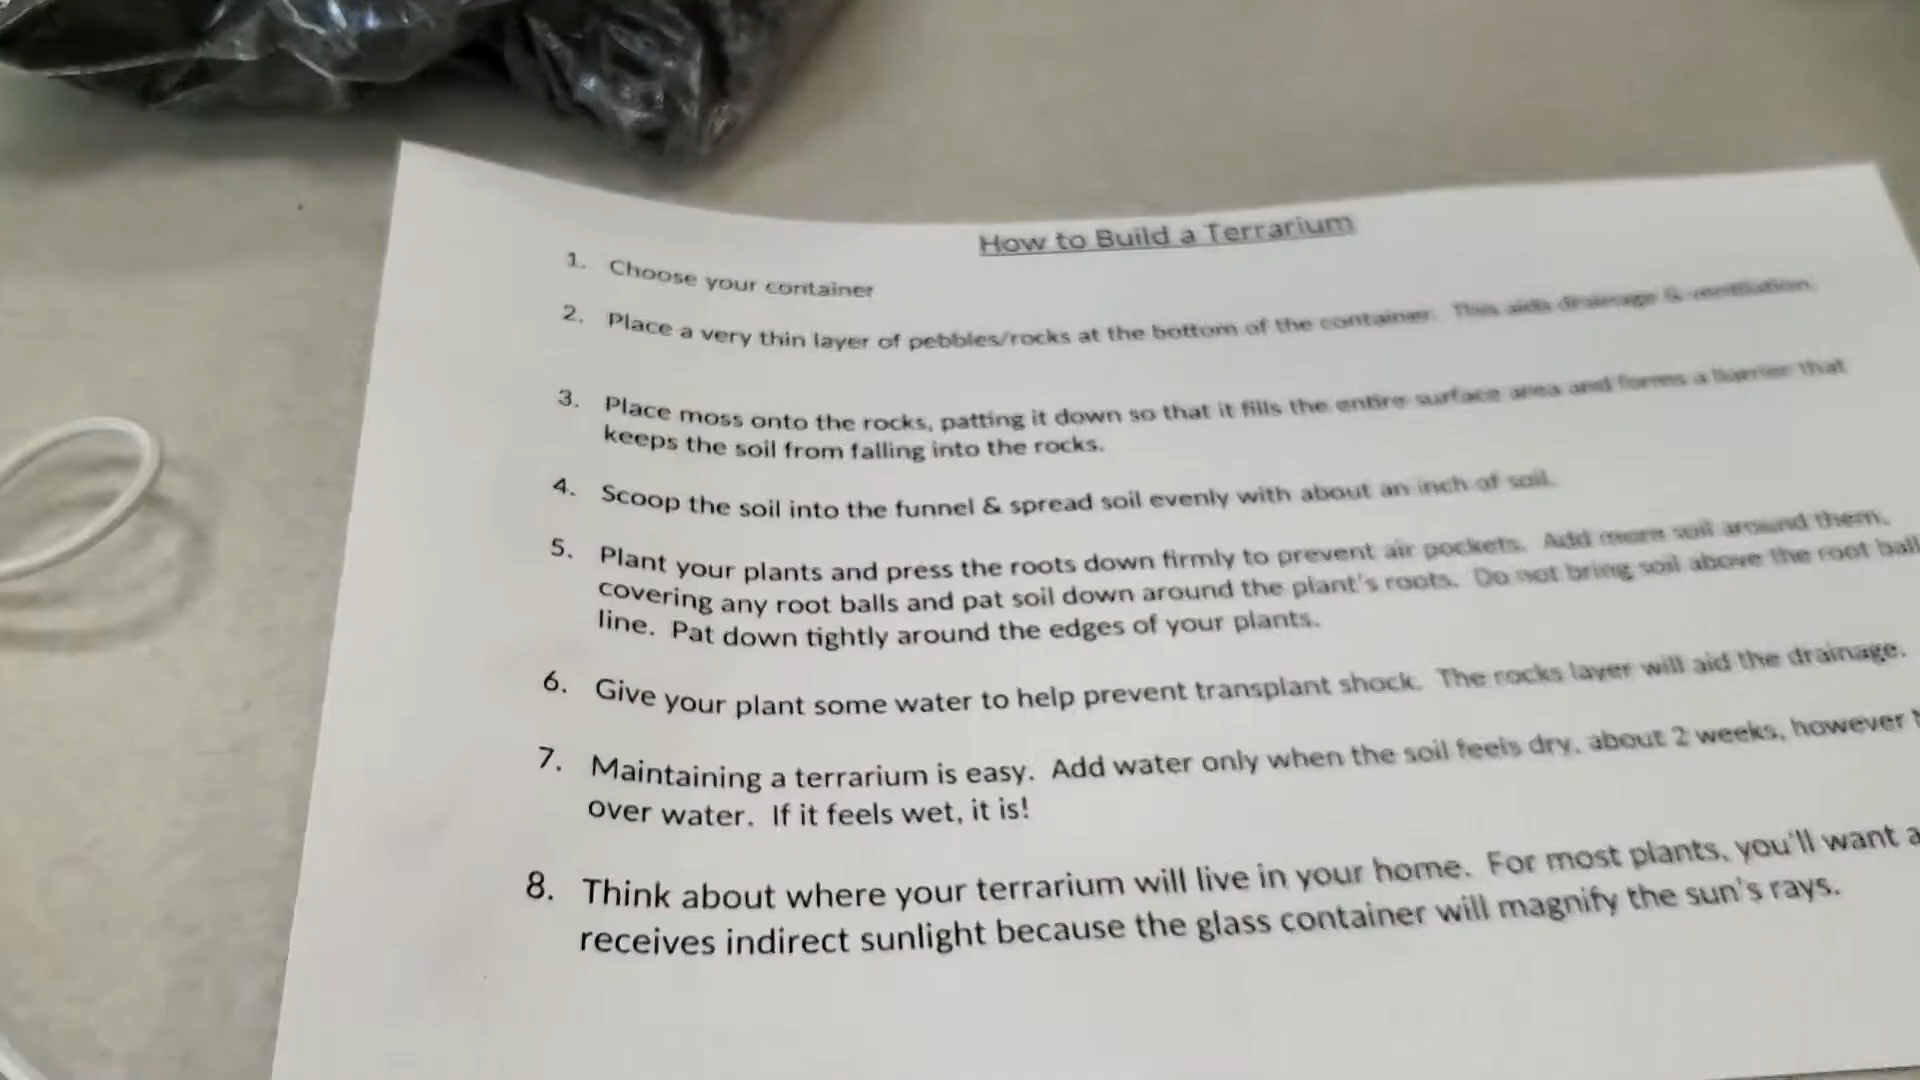 How to Build a Terrarium
1. Choose your container
2. Place a very thin layer of pebbles/rocks at the bottom of the container. This aids drainage & ventilation.
3. Place moss onto the rocks, patting it down so that it fills the entire surface area and forms a barrier that
keeps the soil from falling into the rocks.
4. Scoop the soil into the funnel & spread soil evenly with about an inch of soil.
5. Plant your plants and press the roots down firmly to prevent air pockets. Add more soil around them,
covering any root balls and pat soil down around the plant's roots. Do not bring soil above the root ball
line. Pat down tightly around the edges of your plants.
6. Give your plant some water to help prevent transplant shock. The rocks layer will aid the drainage.
7. Maintaining a terrarium is easy. Add water only when the soil feels dry, about 2 weeks, however
over water. If it feels wet, it is!
8. Think about where your terrarium will live in your home. For most plants, you'll want a
receives indirect sunlight because the glass container will magnify the sun's rays.